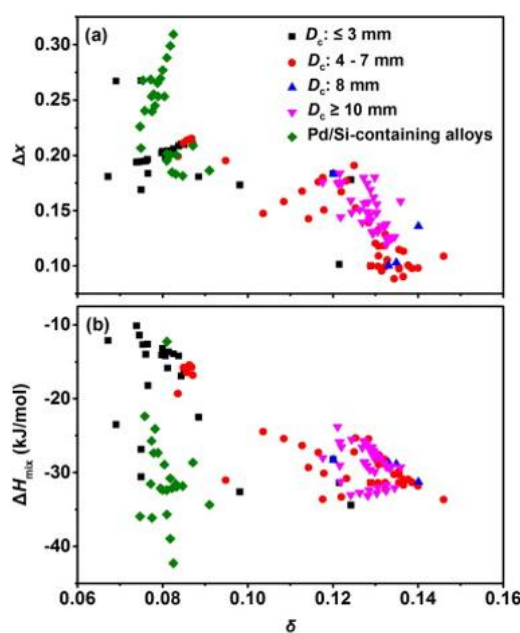 (a)
D_c: ≤ 3 mm
D_c: 4 - 7 mm
D_c: 8 mm
D_c ≥ 10 mm
Pd/Si-containing alloys
0.30
0.25
0.20
0.15
0.10
Δx
(b)
-10
-20
-30
-40
ΔH_mix (kJ/mol)
0.06 0.08 0.10 0.12 0.14 0.16
δ